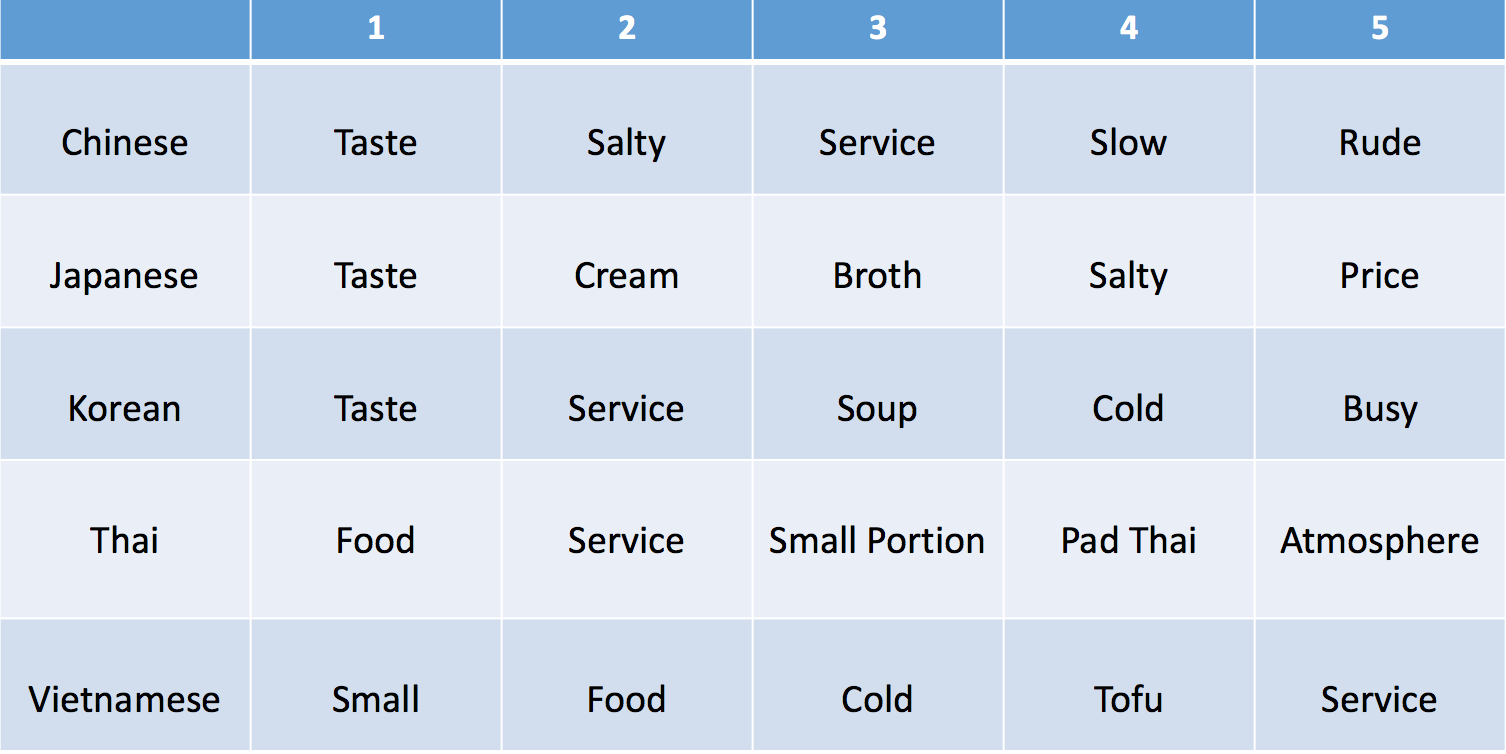 1 2 3 4 5
Chinese Taste Salty Service Slow Rude
Japanese Taste Cream Broth Salty Price
Korean Taste Service Soup Cold Busy
Thai Food Service Small Portion Pad Thai Atmosphere
Vietnamese Small Food Cold Tofu Service